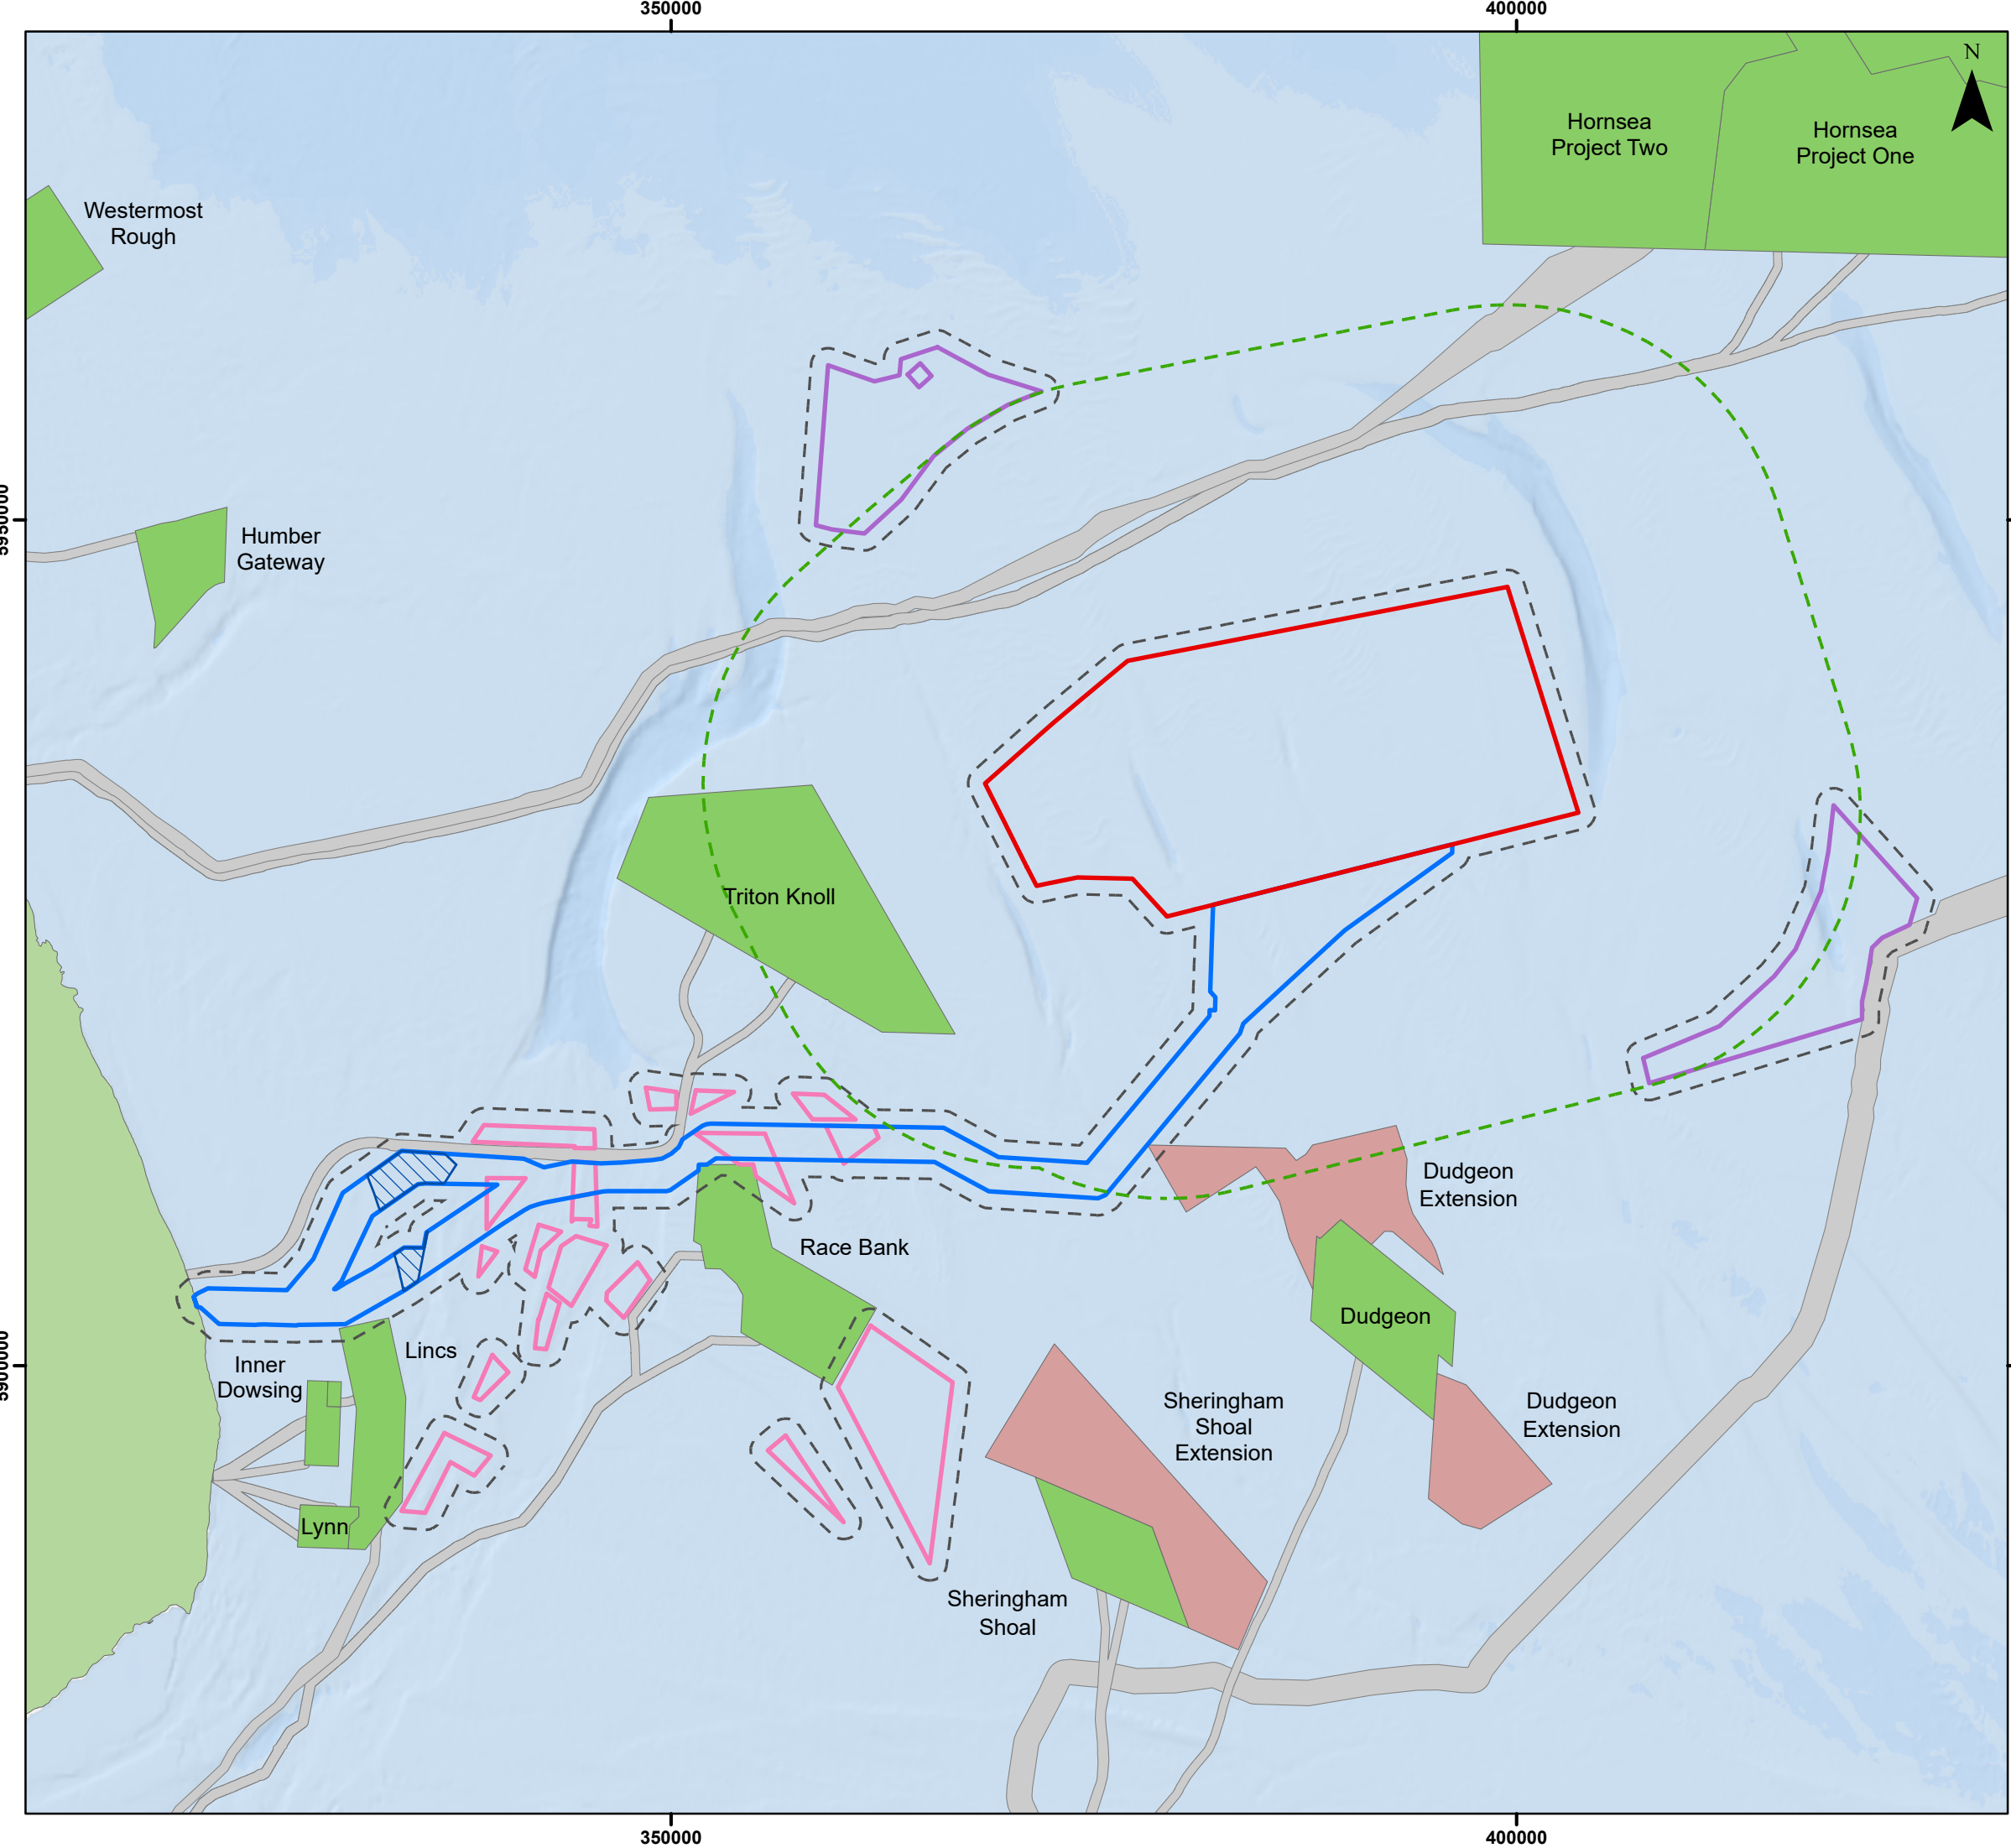 350000
400000
N
Hornsea
Project Two
Hornsea
Project One
Westermost
Rough
Humber
Gateway
Triton Knoll
Dudgeon
Extension
Race Bank
Dudgeon
Lincs
Inner
Dowsing
Sheringham
Shoal
Extension
Dudgeon
Extension
Lynn
Sheringham
Shoal
350000
400000